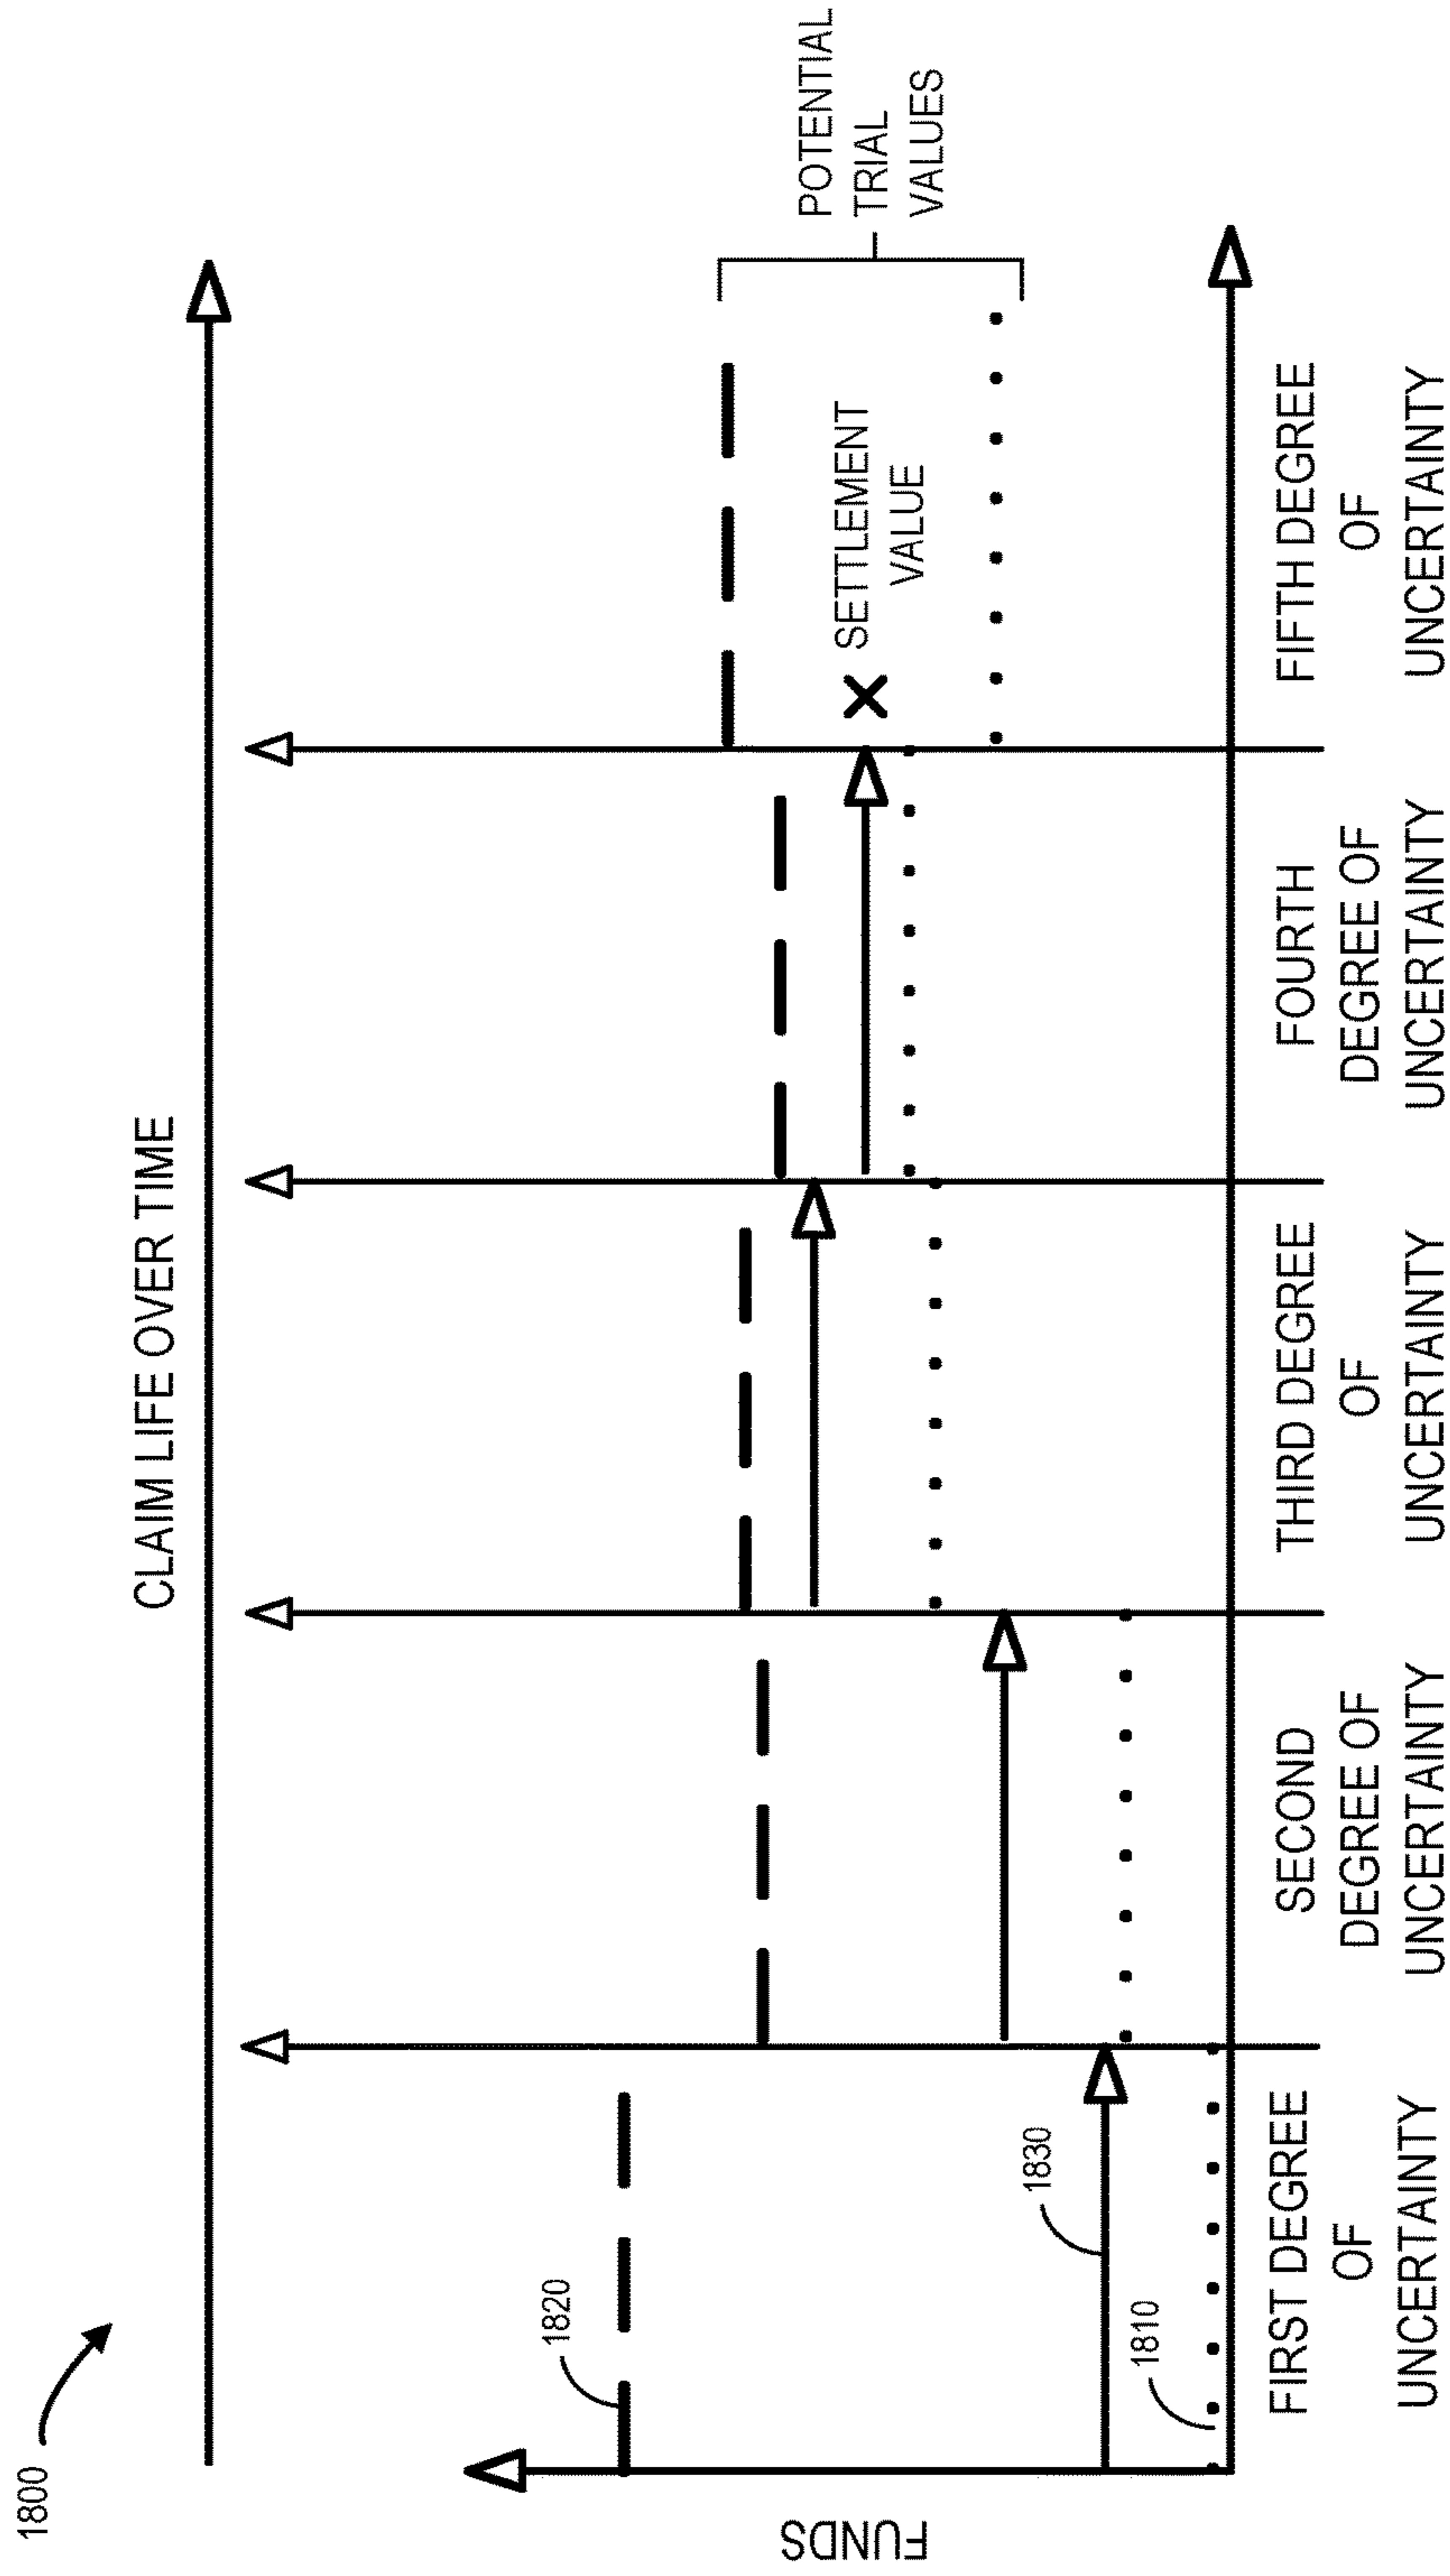 1800
CLAIM LIFE OVER TIME
FUNDS
1820
1830
1810
SETTLEMENT
VALUE
POTENTIAL
TRIAL
VALUES
FIRST DEGREE
OF
UNCERTAINTY
SECOND
DEGREE OF
UNCERTAINTY
THIRD DEGREE
OF
UNCERTAINTY
FOURTH
DEGREE OF
UNCERTAINTY
FIFTH DEGREE
OF
UNCERTAINTY